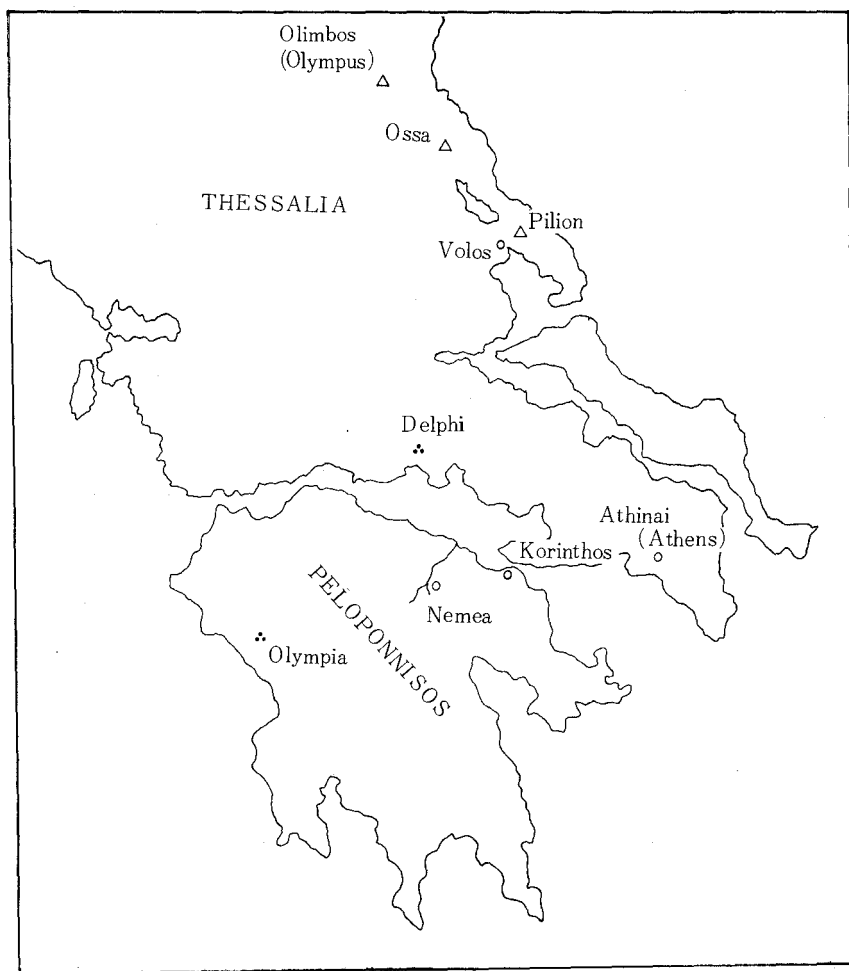 Olimbos
(Olympus)
Ossa
THESSALIA
Pilion
Volos
Delphi
Athinai
(Athens)
Korinthos
Nemea
PELOPONNISOS
Olympia